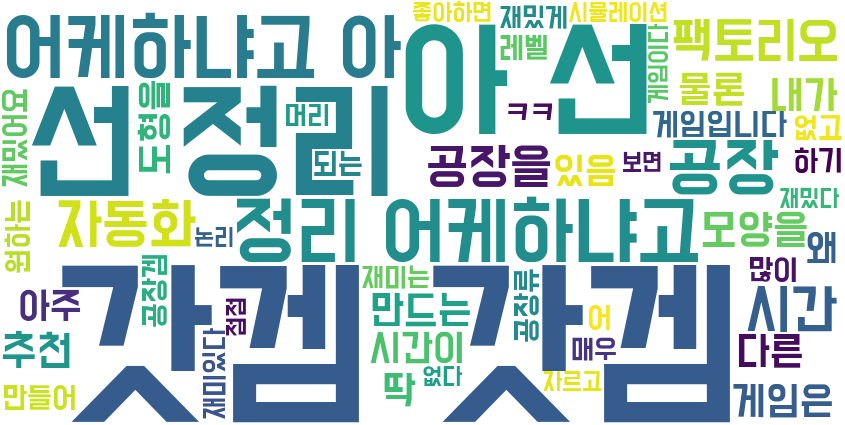 좋아하면 재밌게 시뮬레이션
어케하냐고 아
아 선
레벨
게임이다
팩토리오
선 정리
재밌어요
도형을
머리
ㅋㅋ
물론 내가
게임입니다 없고
되는
공장을 있음 보면 공장 하기
재밌다
원하는
자동화
논리
정리 어케하냐고
모양을 왜
갓겜 갓겜
많이
아주
공장겜
점점
재미는
공장류
시간
추천
재미있다
만드는
어
시간이
매우
다른
만들어
딱
없다
자르고
게임은